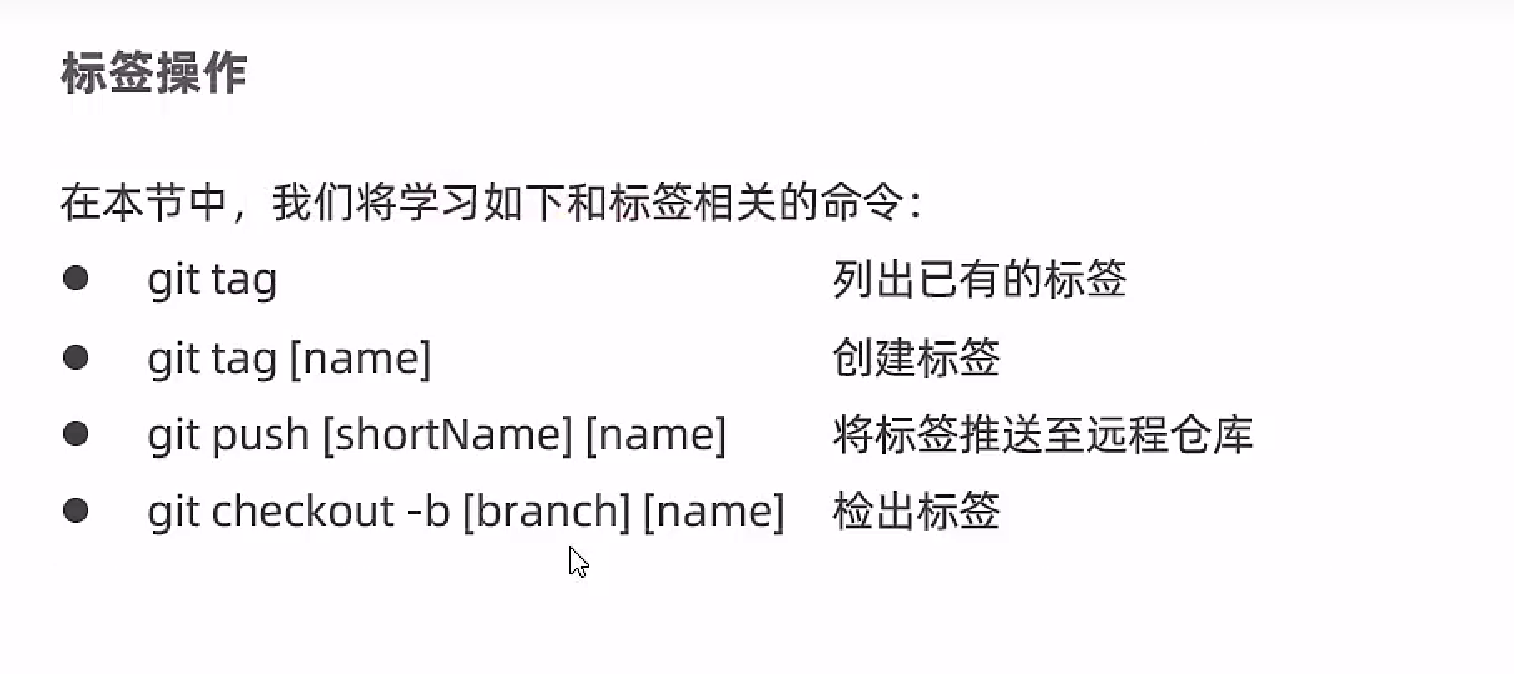 标签操作
在本节中，我们将学习如下和标签相关的命令：
● git tag 列出已有的标签
● git tag [name] 创建标签
● git push [shortName] [name] 将标签推送至远程仓库
● git checkout -b [branch] [name] 检出标签